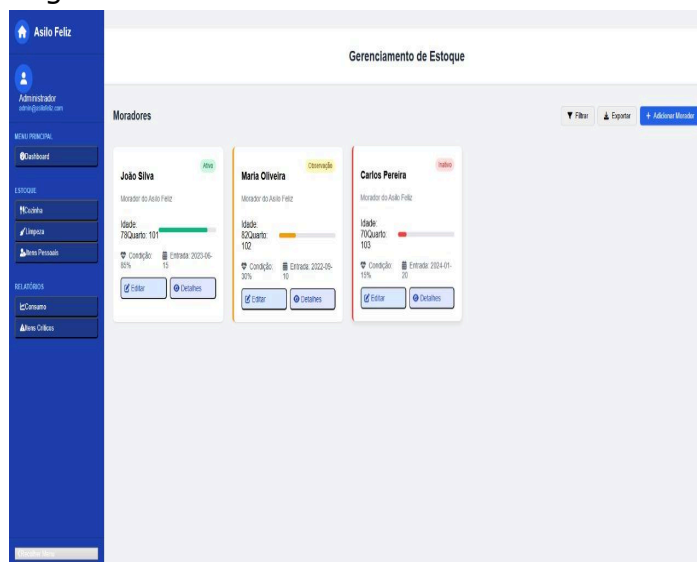 Asilo Feliz
Administrador
admin@asilofeliz.com
MENU PRINCIPAL
Dashboard
ESTOQUE
Cozinha
Limpeza
Itens Pessoais
RELATÓRIOS
Consumo
Itens Críticos
Gerenciamento de Estoque
Moradores
Filtrar
Exportar
+ Adicionar Morador
João Silva
Ativo
Morador do Asilo Feliz
Idade:
78Quarto: 101
Condição: Entrada: 2023-06-
85% 15
Editar
Detalhes
Maria Oliveira
Observação
Morador do Asilo Feliz
Idade:
82Quarto:
102
Condição: Entrada: 2022-09-
30% 10
Editar
Detalhes
Carlos Pereira
Inativo
Morador do Asilo Feliz
Idade:
70Quarto:
103
Condição: Entrada: 2024-01-
15% 20
Editar
Detalhes